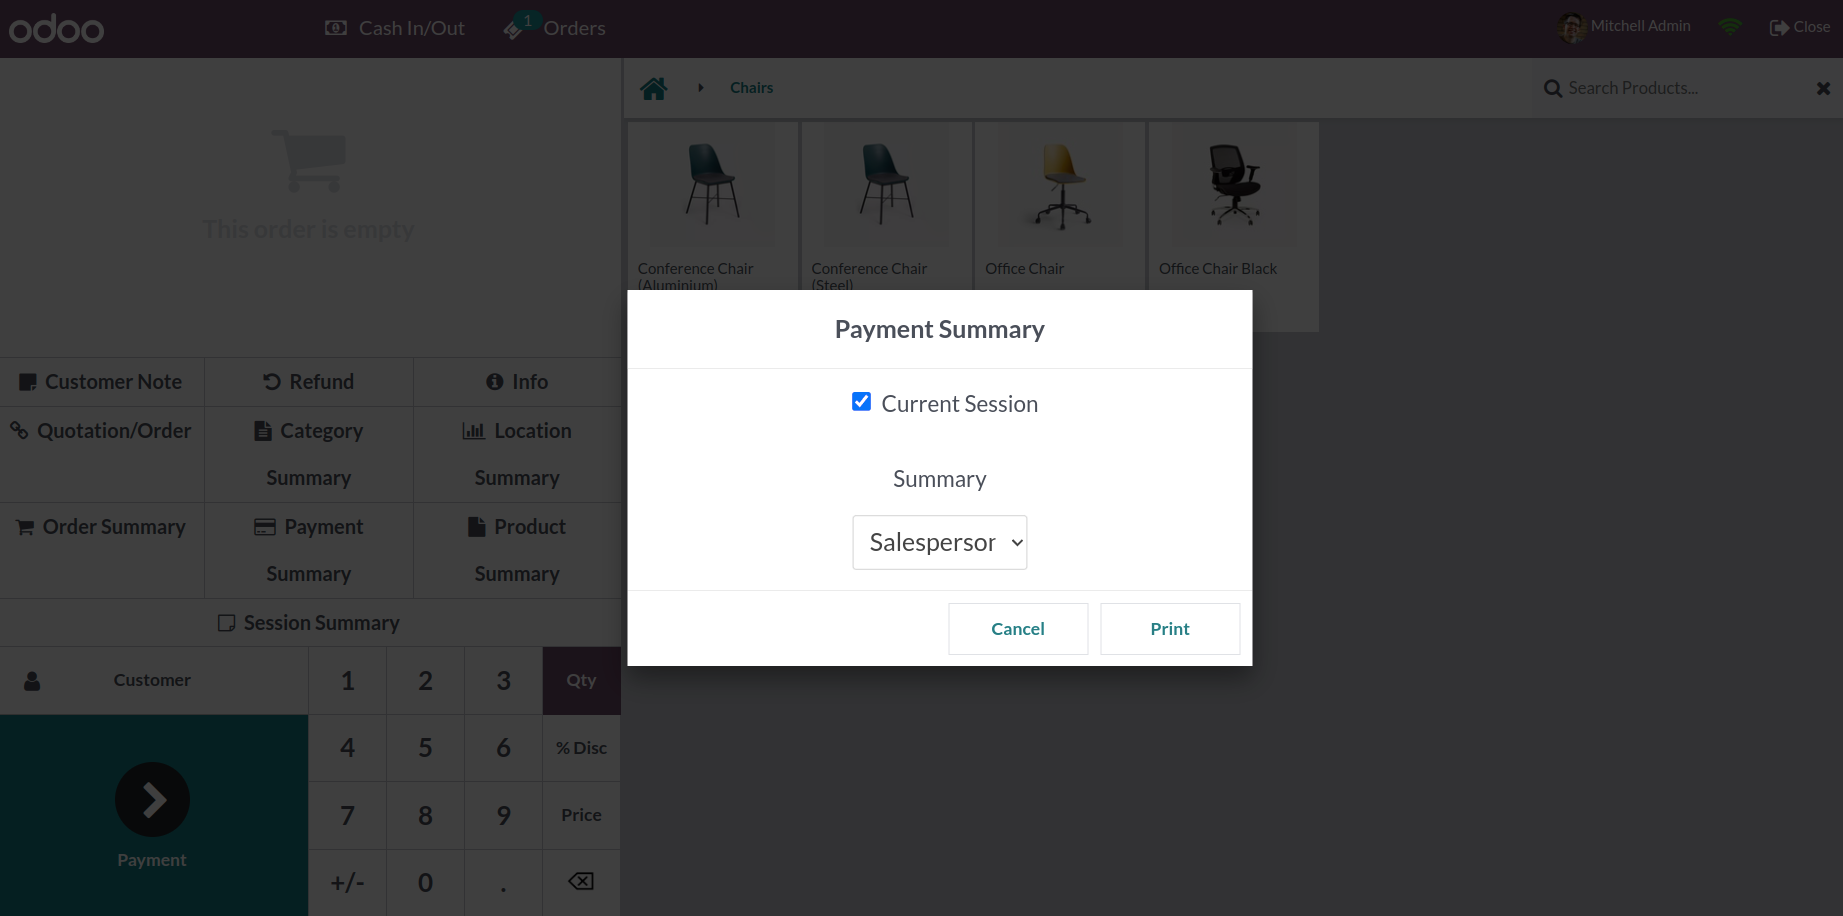 odoo
Cash In/Out
1
Orders
Mitchell Admin
Close
Chairs
Search Products...
This order is empty
Conference Chair
(Aluminium)
Conference Chair
(Steel)
Office Chair
Office Chair Black
Payment Summary
Current Session
Summary
Salesperson
Cancel
Print
Customer Note
Refund
Info
Quotation/Order
Category
Summary
Location
Summary
Order Summary
Payment
Summary
Product
Summary
Session Summary
Customer
1 2 3 Qty
4 5 6 % Disc
7 8 9 Price
+/- 0 .
Payment